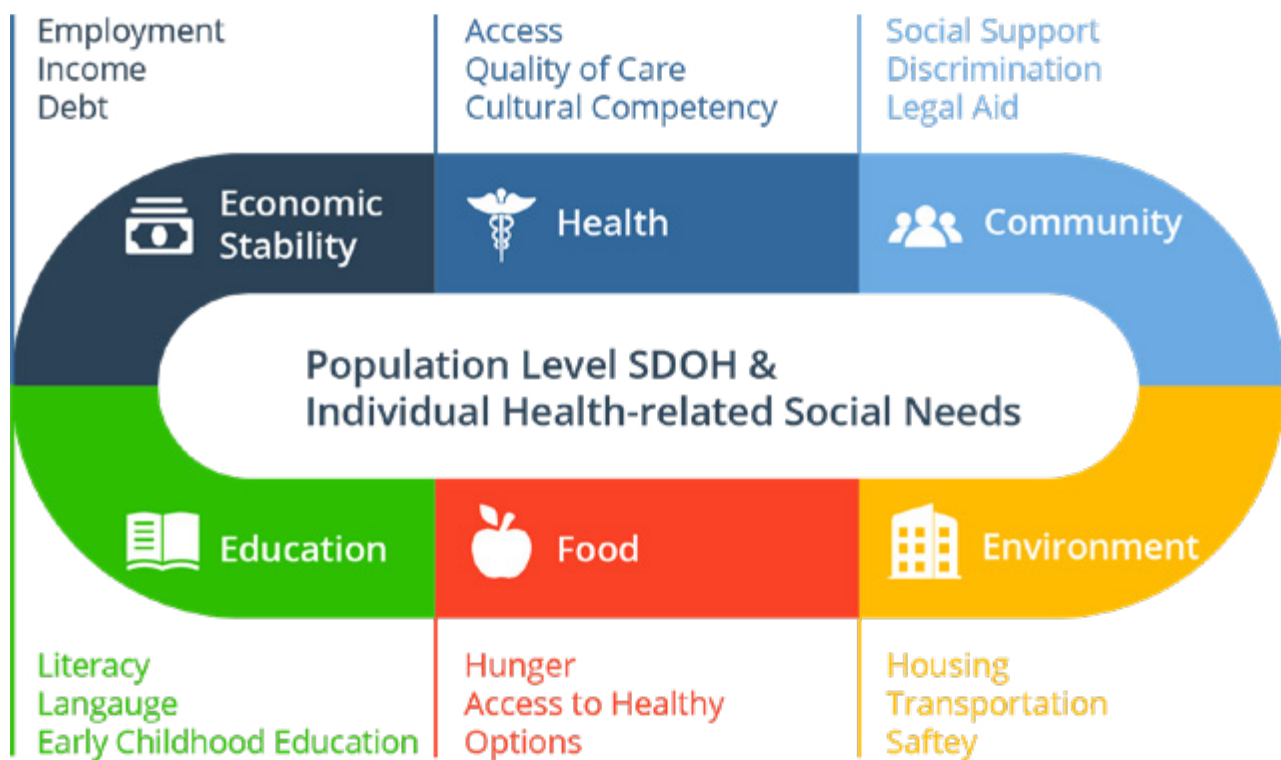 Employment
Income
Debt
Access
Quality of Care
Cultural Competency
Social Support
Discrimination
Legal Aid
Economic
Stability
Health
Community
Population Level SDOH &
Individual Health-related Social Needs
Education
Food
Environment
Literacy
Langauge
Early Childhood Education
Hunger
Access to Healthy
Options
Housing
Transportation
Saftey